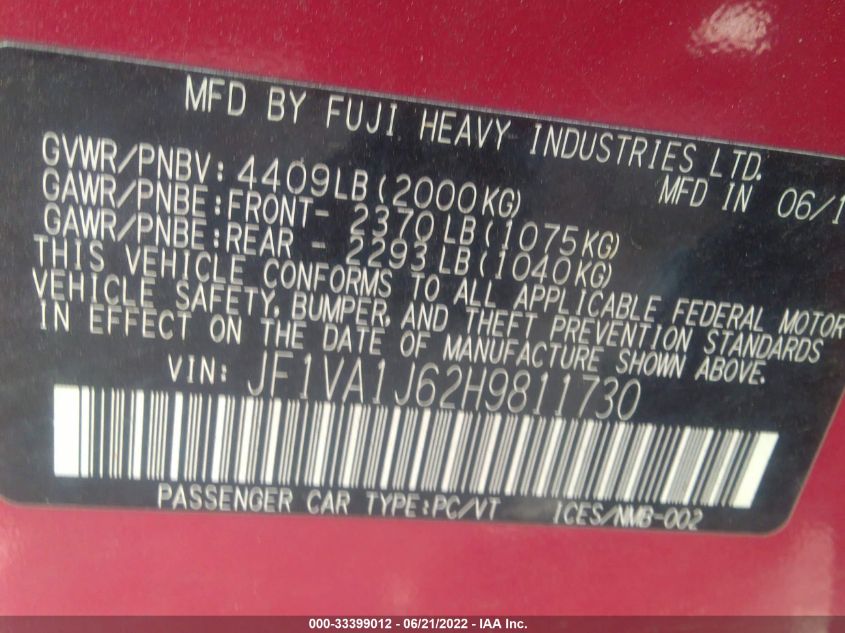 MFD BY FUJI HEAVY INDUSTRIES LTD.
GVWR/PNBV: 4409LB(2000KG) MFD IN 06/1
GAWR/PNBE:FRONT- 2370LB(1075KG)
GAWR/PNBE:REAR - 2293LB(1040KG)
THIS VEHICLE CONFORMS TO ALL APPLICABLE FEDERAL MOTOR
VEHICLE SAFETY, BUMPER, AND THEFT PREVENTION STANDARDS
IN EFFECT ON THE DATE OF MANUFACTURE SHOWN ABOVE.
VIN: JF1VA1J62H9811730
PASSENGER CAR TYPE:PC/VT ICES/NMB-002
000-33399012 - 06/21/2022 - IAA Inc.